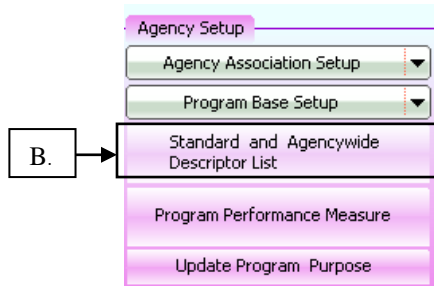 Agency Setup
Agency Association Setup
Program Base Setup
B.
Standard and Agencywide
Descriptor List
Program Performance Measure
Update Program Purpose